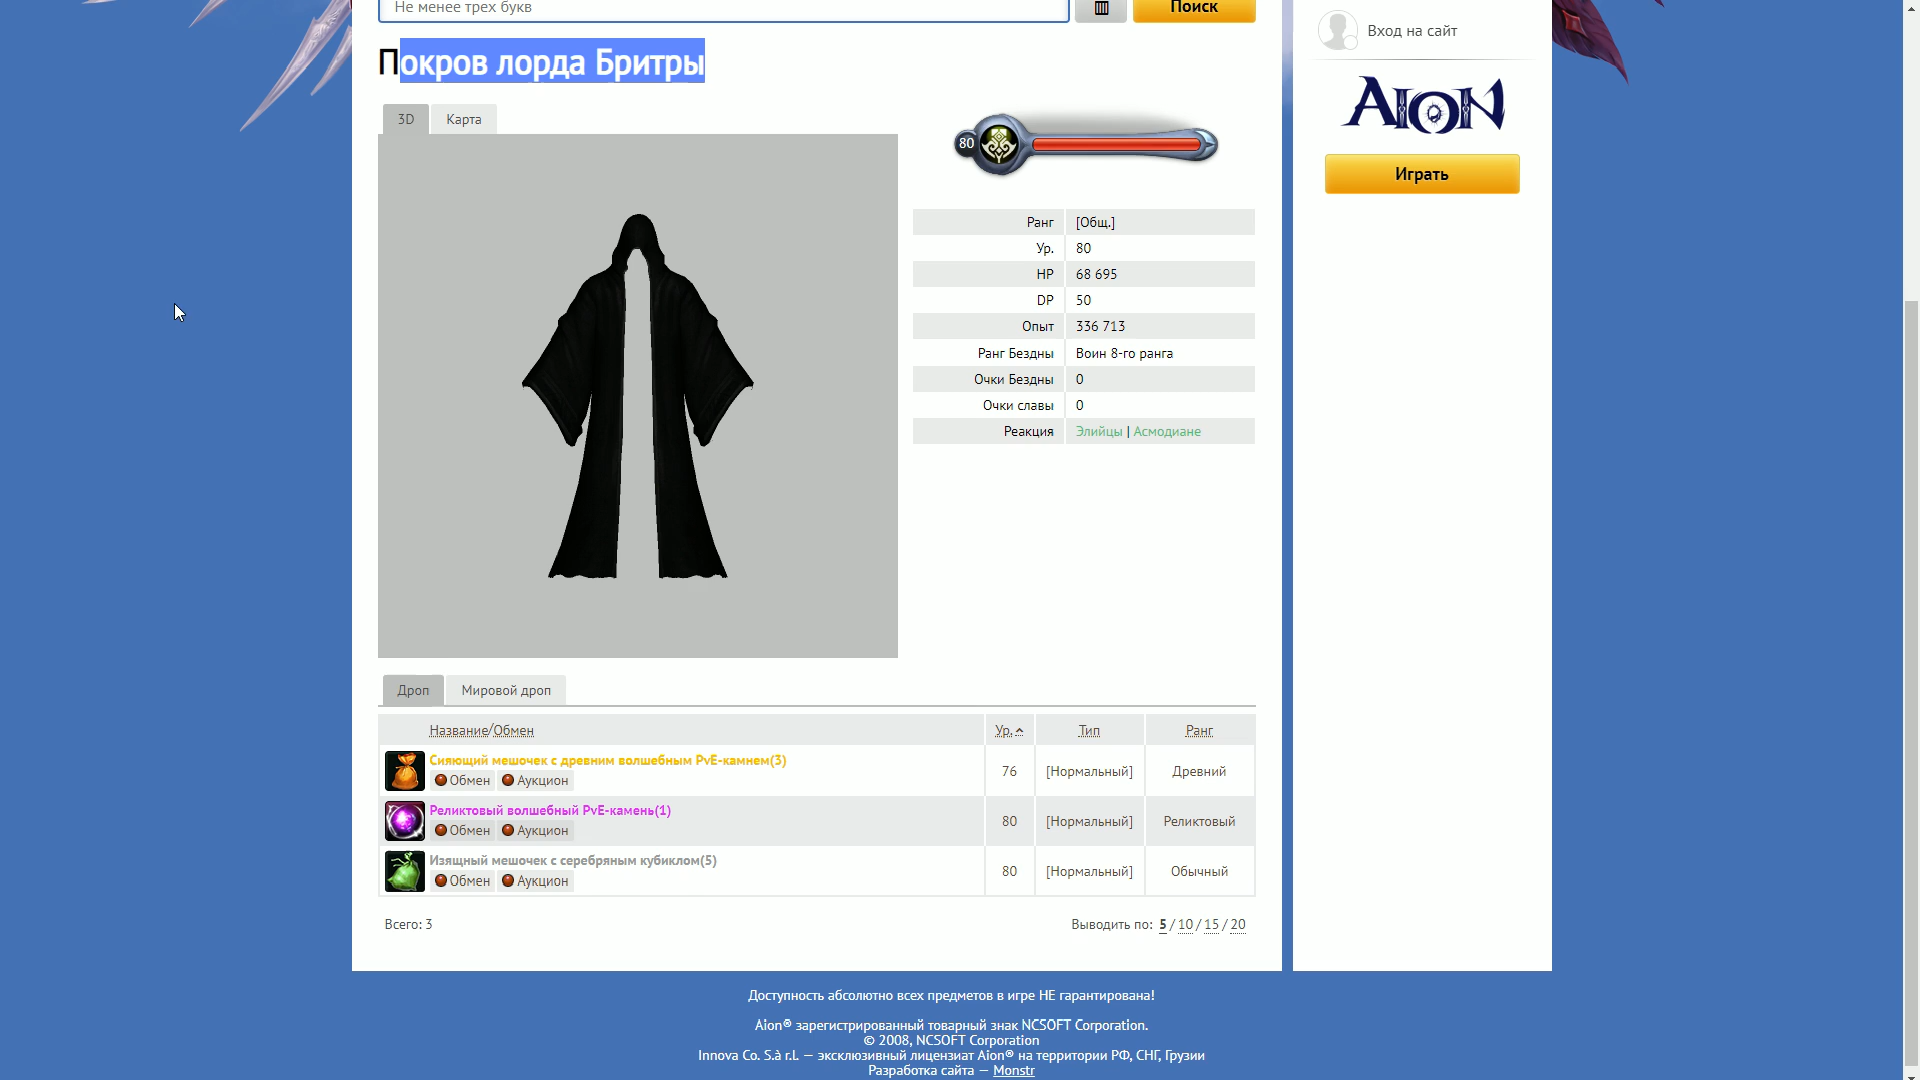 Не менее трех букв
Поиск
Вход на сайт
Покров лорда Бритры
AION
Играть
3D
Карта
80
Ранг [Общ.]
Ур. 80
HP 68 695
DP 50
Опыт 336 713
Ранг Бездны Воин 8-го ранга
Очки Бездны 0
Очки славы 0
Реакция Элийцы | Асмодиане
Дроп
Мировой дроп
Название/Обмен Ур. Тип Ранг
Сияющий мешочек с древним волшебным PvE-камнем(3)
Обмен Аукцион
76 [Нормальный] Древний
Реликтовый волшебный PvE-камень(1)
Обмен Аукцион
80 [Нормальный] Реликтовый
Изящный мешочек с серебряным кубиклом(5)
Обмен Аукцион
80 [Нормальный] Обычный
Всего: 3
Выводить по: 5 / 10 / 15 / 20
Доступность абсолютно всех предметов в игре НЕ гарантирована!
Aion® зарегистрированный товарный знак NCSOFT Corporation.
© 2008, NCSOFT Corporation
Innova Co. S.à r.l. — эксклюзивный лицензиат Aion® на территории РФ, СНГ, Грузии
Разработка сайта — Monstr